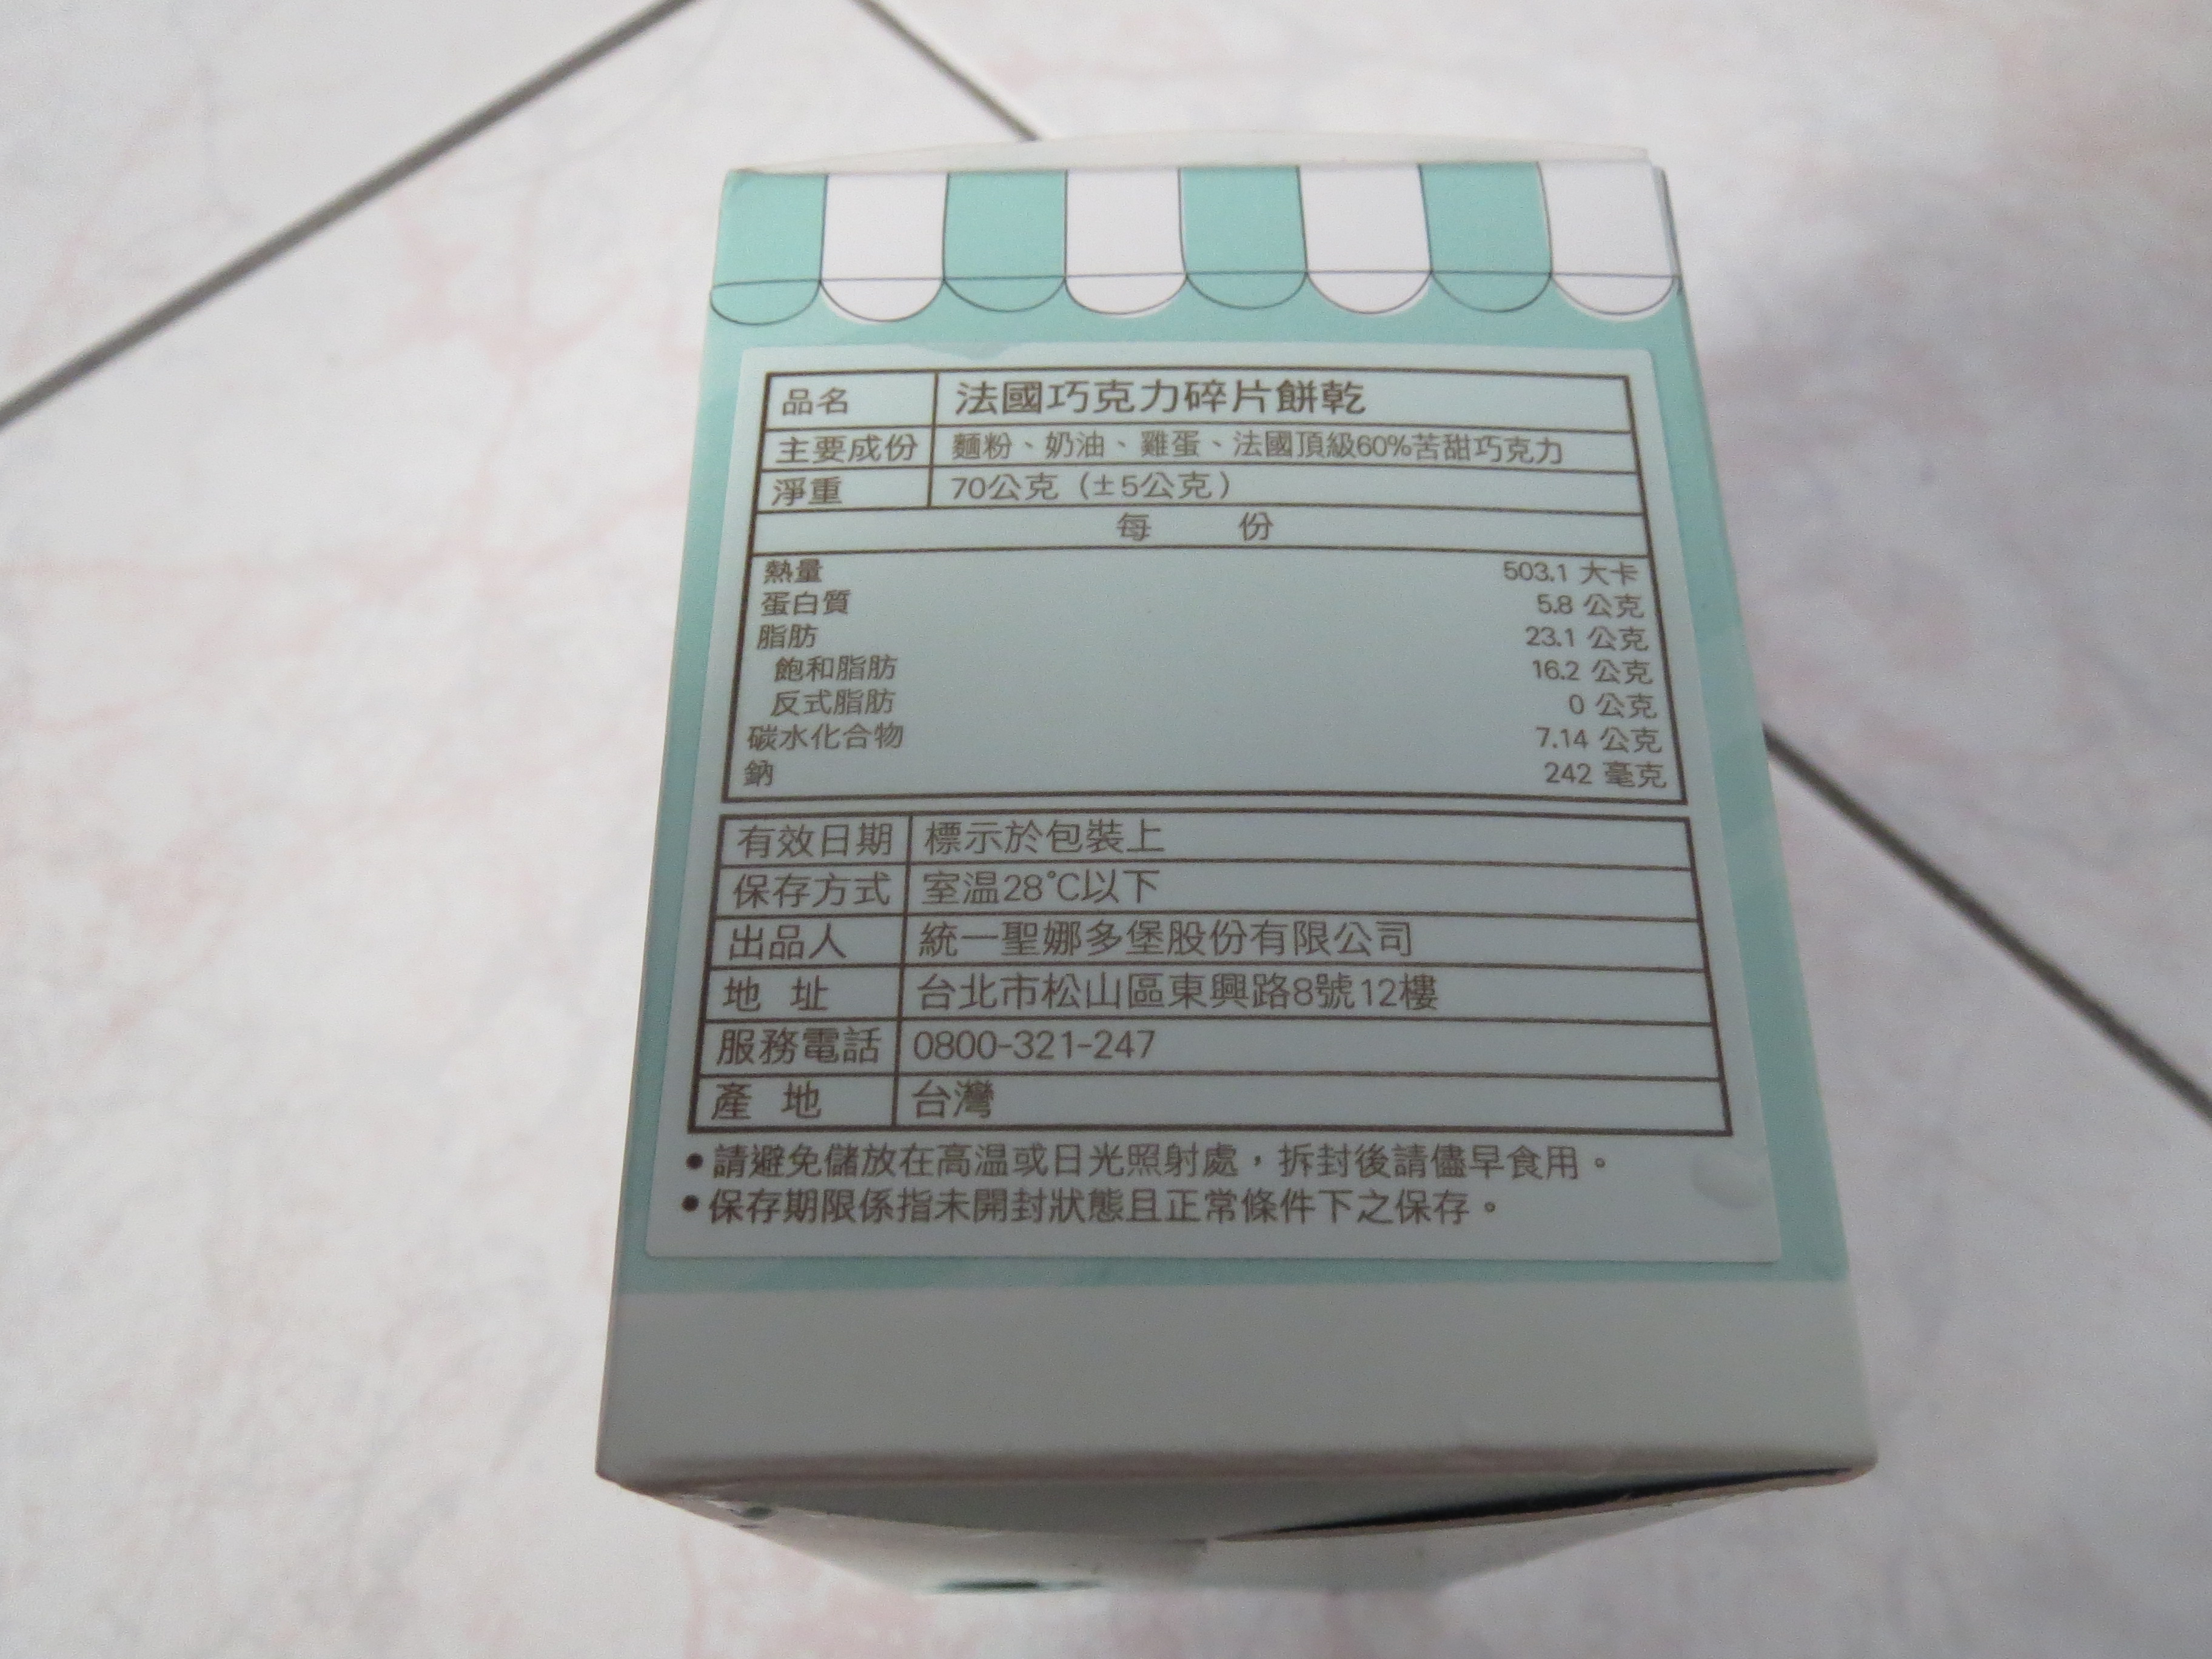 品名 法國巧克力碎片餅乾
主要成份 麵粉、奶油、雞蛋、法國頂級60%苦甜巧克力
淨重 70公克（±5公克）
每 份
熱量 503.1 大卡
蛋白質 5.8 公克
脂肪 23.1 公克
飽和脂肪 16.2 公克
反式脂肪 0 公克
碳水化合物 7.14 公克
鈉 242 毫克
有效日期 標示於包裝上
保存方式 室溫28°C以下
出品人 統一聖娜多堡股份有限公司
地 址 台北市松山區東興路8號12樓
服務電話 0800-321-247
產 地 台灣
•請避免儲放在高溫或日光照射處，拆封後請儘早食用。
•保存期限係指未開封狀態且正常條件下之保存。